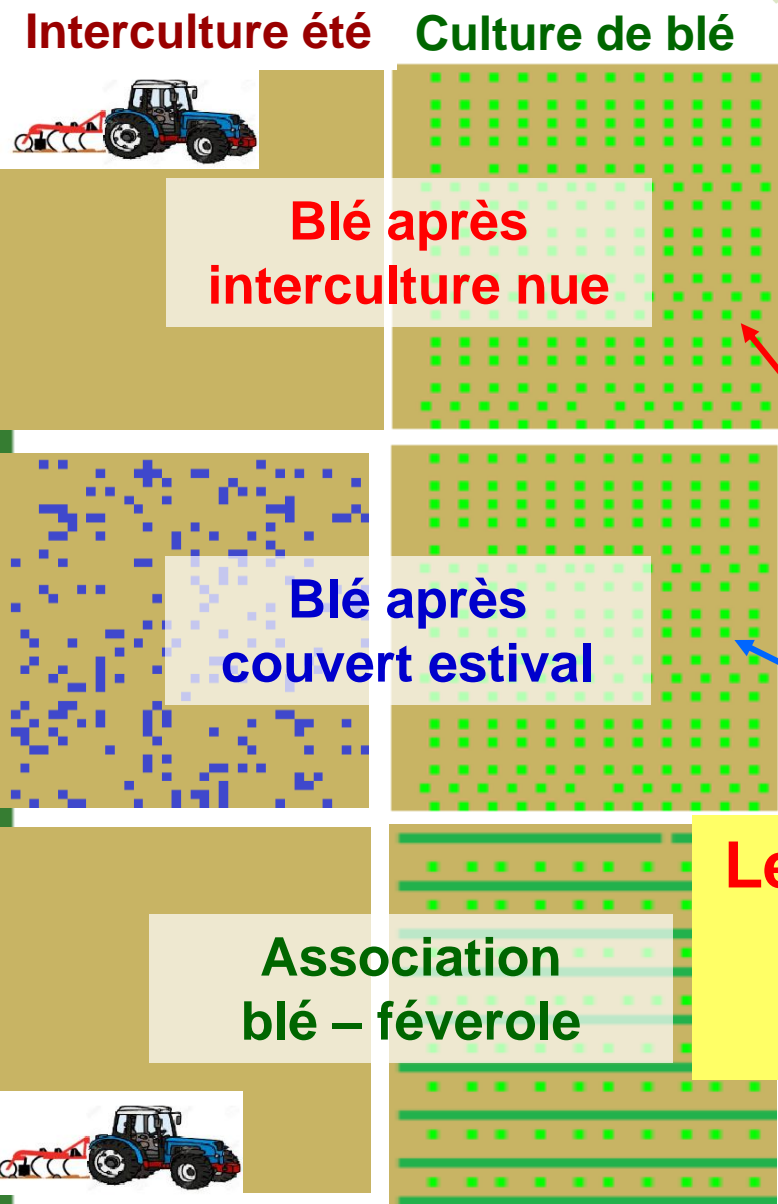 Interculture été
Culture de blé
Blé après
interculture nue
Blé après
couvert estival
Le
Association
blé – féverole